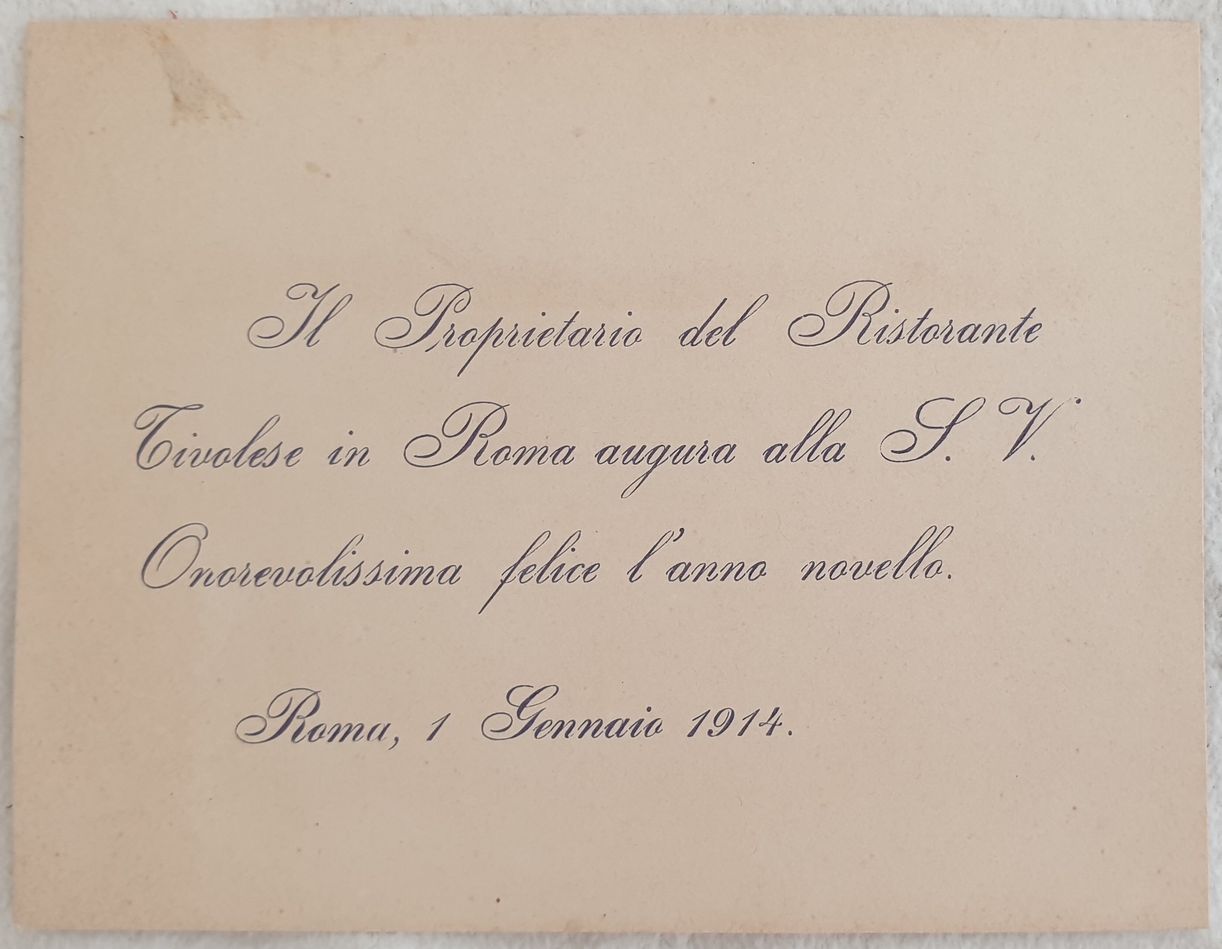 Il Proprietario del Ristorante
Tivolese in Roma augura alla S. V.
Onorevolissima felice l'anno novello.
Roma, 1 Gennaio 1914.